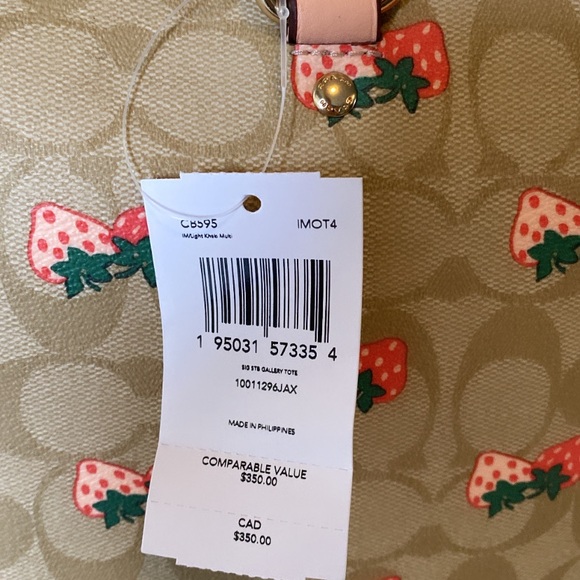 CB595 IMOT4
IM/Light Khaki Multi
1 95031 57335 4
SIG STB GALLERY TOTE
10011296JAX
MADE IN PHILIPPINES
COMPARABLE VALUE
$350.00
CAD
$350.00